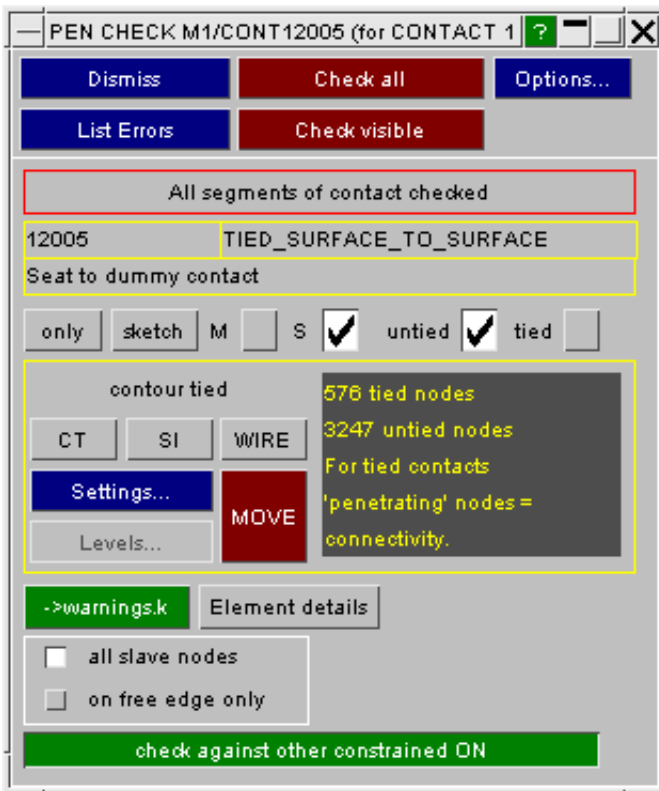 PEN CHECK M1/CONT12005 (for CONTACT 1 ?
Dismiss Check all Options...
List Errors Check visible
All segments of contact checked
12005 TIED_SURFACE_TO_SURFACE
Seat to dummy contact
only sketch M S untied tied
contour tied
CT SI WIRE
Settings...
MOVE
Levels...
576 tied nodes
3247 untied nodes
For tied contacts
'penetrating' nodes =
connectivity.
->warnings.k Element details
all slave nodes
on free edge only
check against other constrained ON